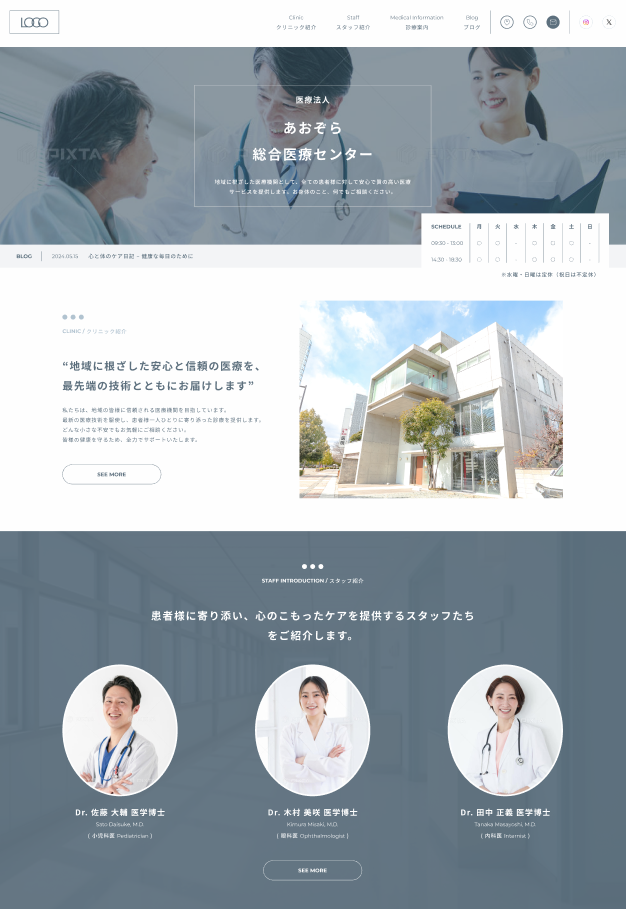 LOGO
Clinic
クリニック紹介
Staff
スタッフ紹介
Medical Information
診療案内
Blog
ブログ
医療法人
あおぞら
総合医療センター
地域に根ざした医療機関として、全ての患者様に対して安心で質の高い医療
サービスを提供します。お身体のこと、何でもご相談ください。
PIXTA
SCHEDULE 月 火 水 木 金 土 日
09:30 - 13:00 ○ ○ - ○ ○ ○ -
14:30 - 18:30 ○ ○ - ○ ○ ○ -
※水曜・日曜は定休（祝日は不定休）
BLOG 2024.05.15 心と体のケア日記 - 健康な毎日のために
CLINIC / クリニック紹介
“地域に根ざした安心と信頼の医療を、
最先端の技術とともにお届けします”
私たちは、地域の皆様に信頼される医療機関を目指しています。
最新の医療技術を駆使し、患者様一人ひとりに寄り添った診療を提供します。
どんな小さな不安でもお気軽にご相談ください。
皆様の健康を守るため、全力でサポートいたします。
SEE MORE
STAFF INTRODUCTION / スタッフ紹介
患者様に寄り添い、心のこもったケアを提供するスタッフたち
をご紹介します。
Dr. 佐藤 大輔 医学博士
Sato Daisuke, M.D.
( 小児科医 Pediatrician )
Dr. 木村 美咲 医学博士
Kimura Misaki, M.D.
( 眼科医 Ophthalmologist )
Dr. 田中 正義 医学博士
Tanaka Masayoshi, M.D.
( 内科医 Internist )
SEE MORE